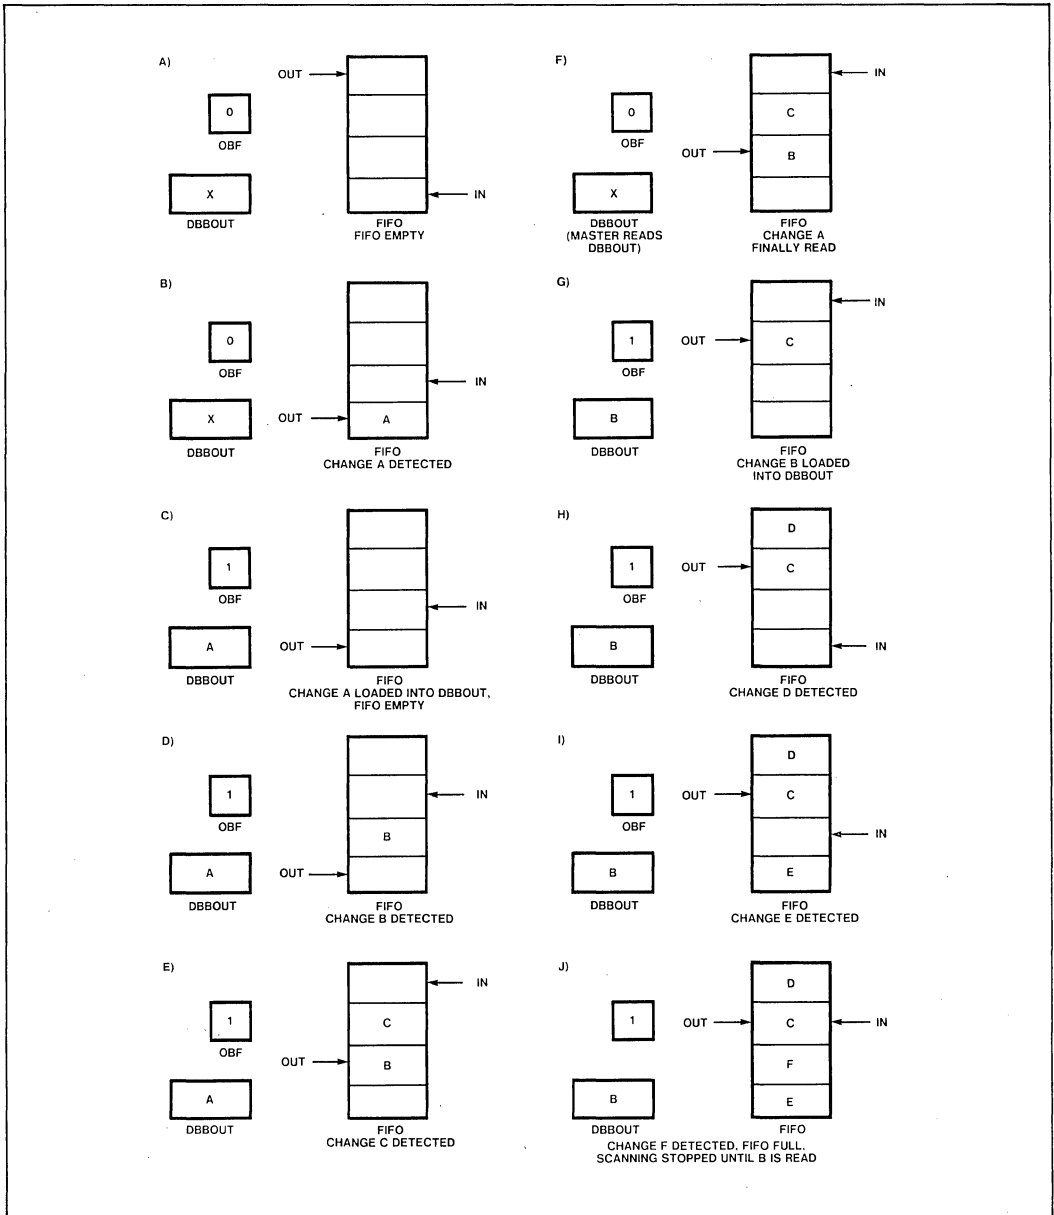 A)
OUT
0
OBF
X
DBBOUT
IN
FIFO
FIFO EMPTY
B)
0
OBF
X
DBBOUT
OUT
A
IN
FIFO
CHANGE A DETECTED
C)
1
OBF
A
DBBOUT
OUT
IN
FIFO
CHANGE A LOADED INTO DBBOUT,
FIFO EMPTY
D)
1
OBF
A
DBBOUT
OUT
B
IN
FIFO
CHANGE B DETECTED
E)
1
OBF
A
DBBOUT
OUT
C
B
IN
FIFO
CHANGE C DETECTED
F)
0
OBF
X
DBBOUT
(MASTER READS
DBBOUT)
OUT
C
B
IN
FIFO
CHANGE A
FINALLY READ
G)
1
OBF
B
DBBOUT
OUT
C
IN
FIFO
CHANGE B LOADED
INTO DBBOUT
H)
1
OBF
B
DBBOUT
OUT
D
C
IN
FIFO
CHANGE D DETECTED
I)
1
OBF
B
DBBOUT
OUT
D
C
E
IN
FIFO
CHANGE E DETECTED
J)
1
B
DBBOUT
OUT
D
C
F
E
IN
FIFO
CHANGE F DETECTED, FIFO FULL,
SCANNING STOPPED UNTIL B IS READ